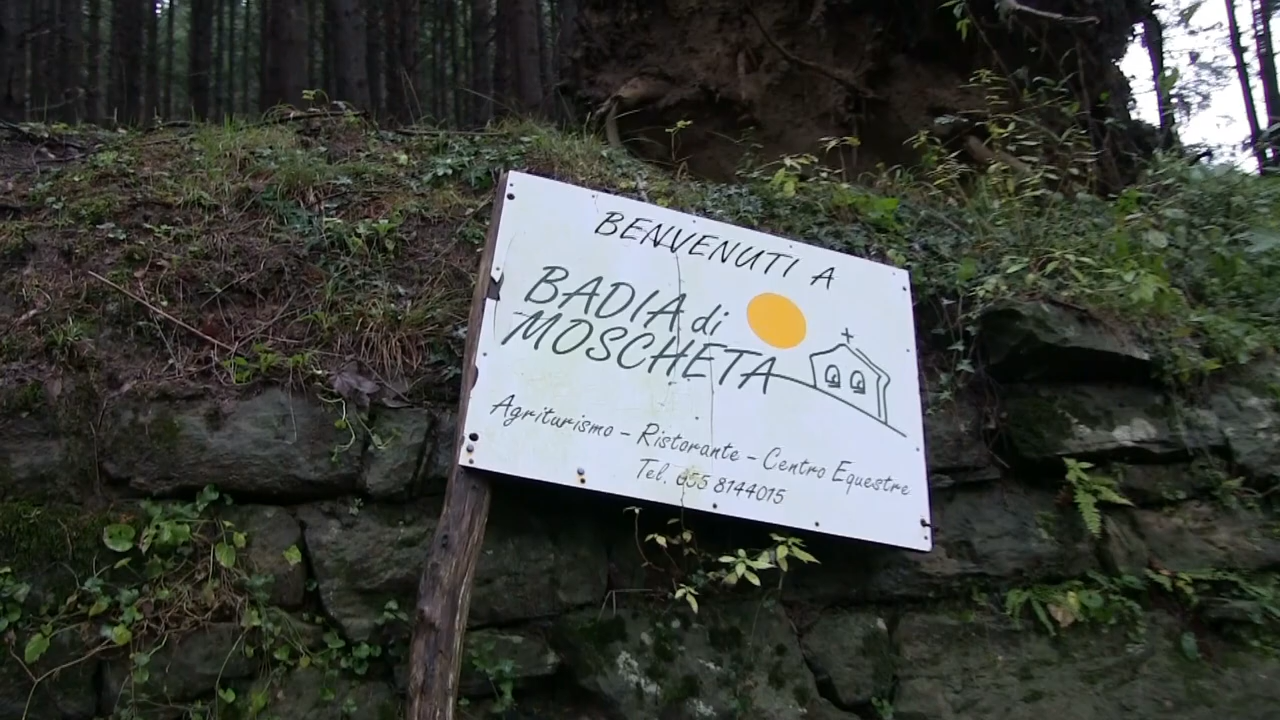 BENVENUTI A
BADIA di
MOSCHETA
Agriturismo - Ristorante - Centro Equestre
Tel. 055 8144015